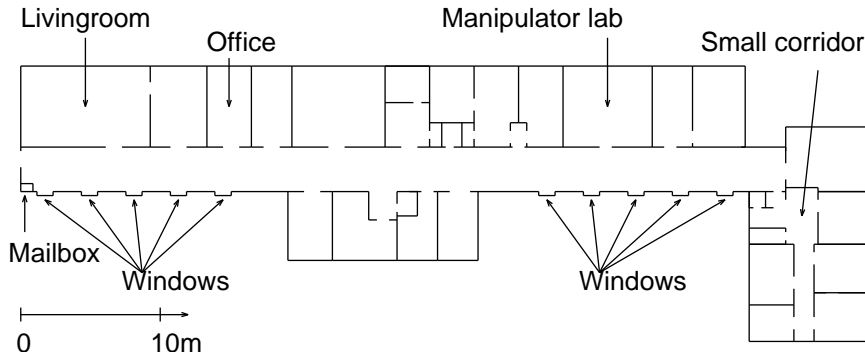 Livingroom
Office
Manipulator lab
Small corridor
Mailbox
Windows
Windows
0
10m